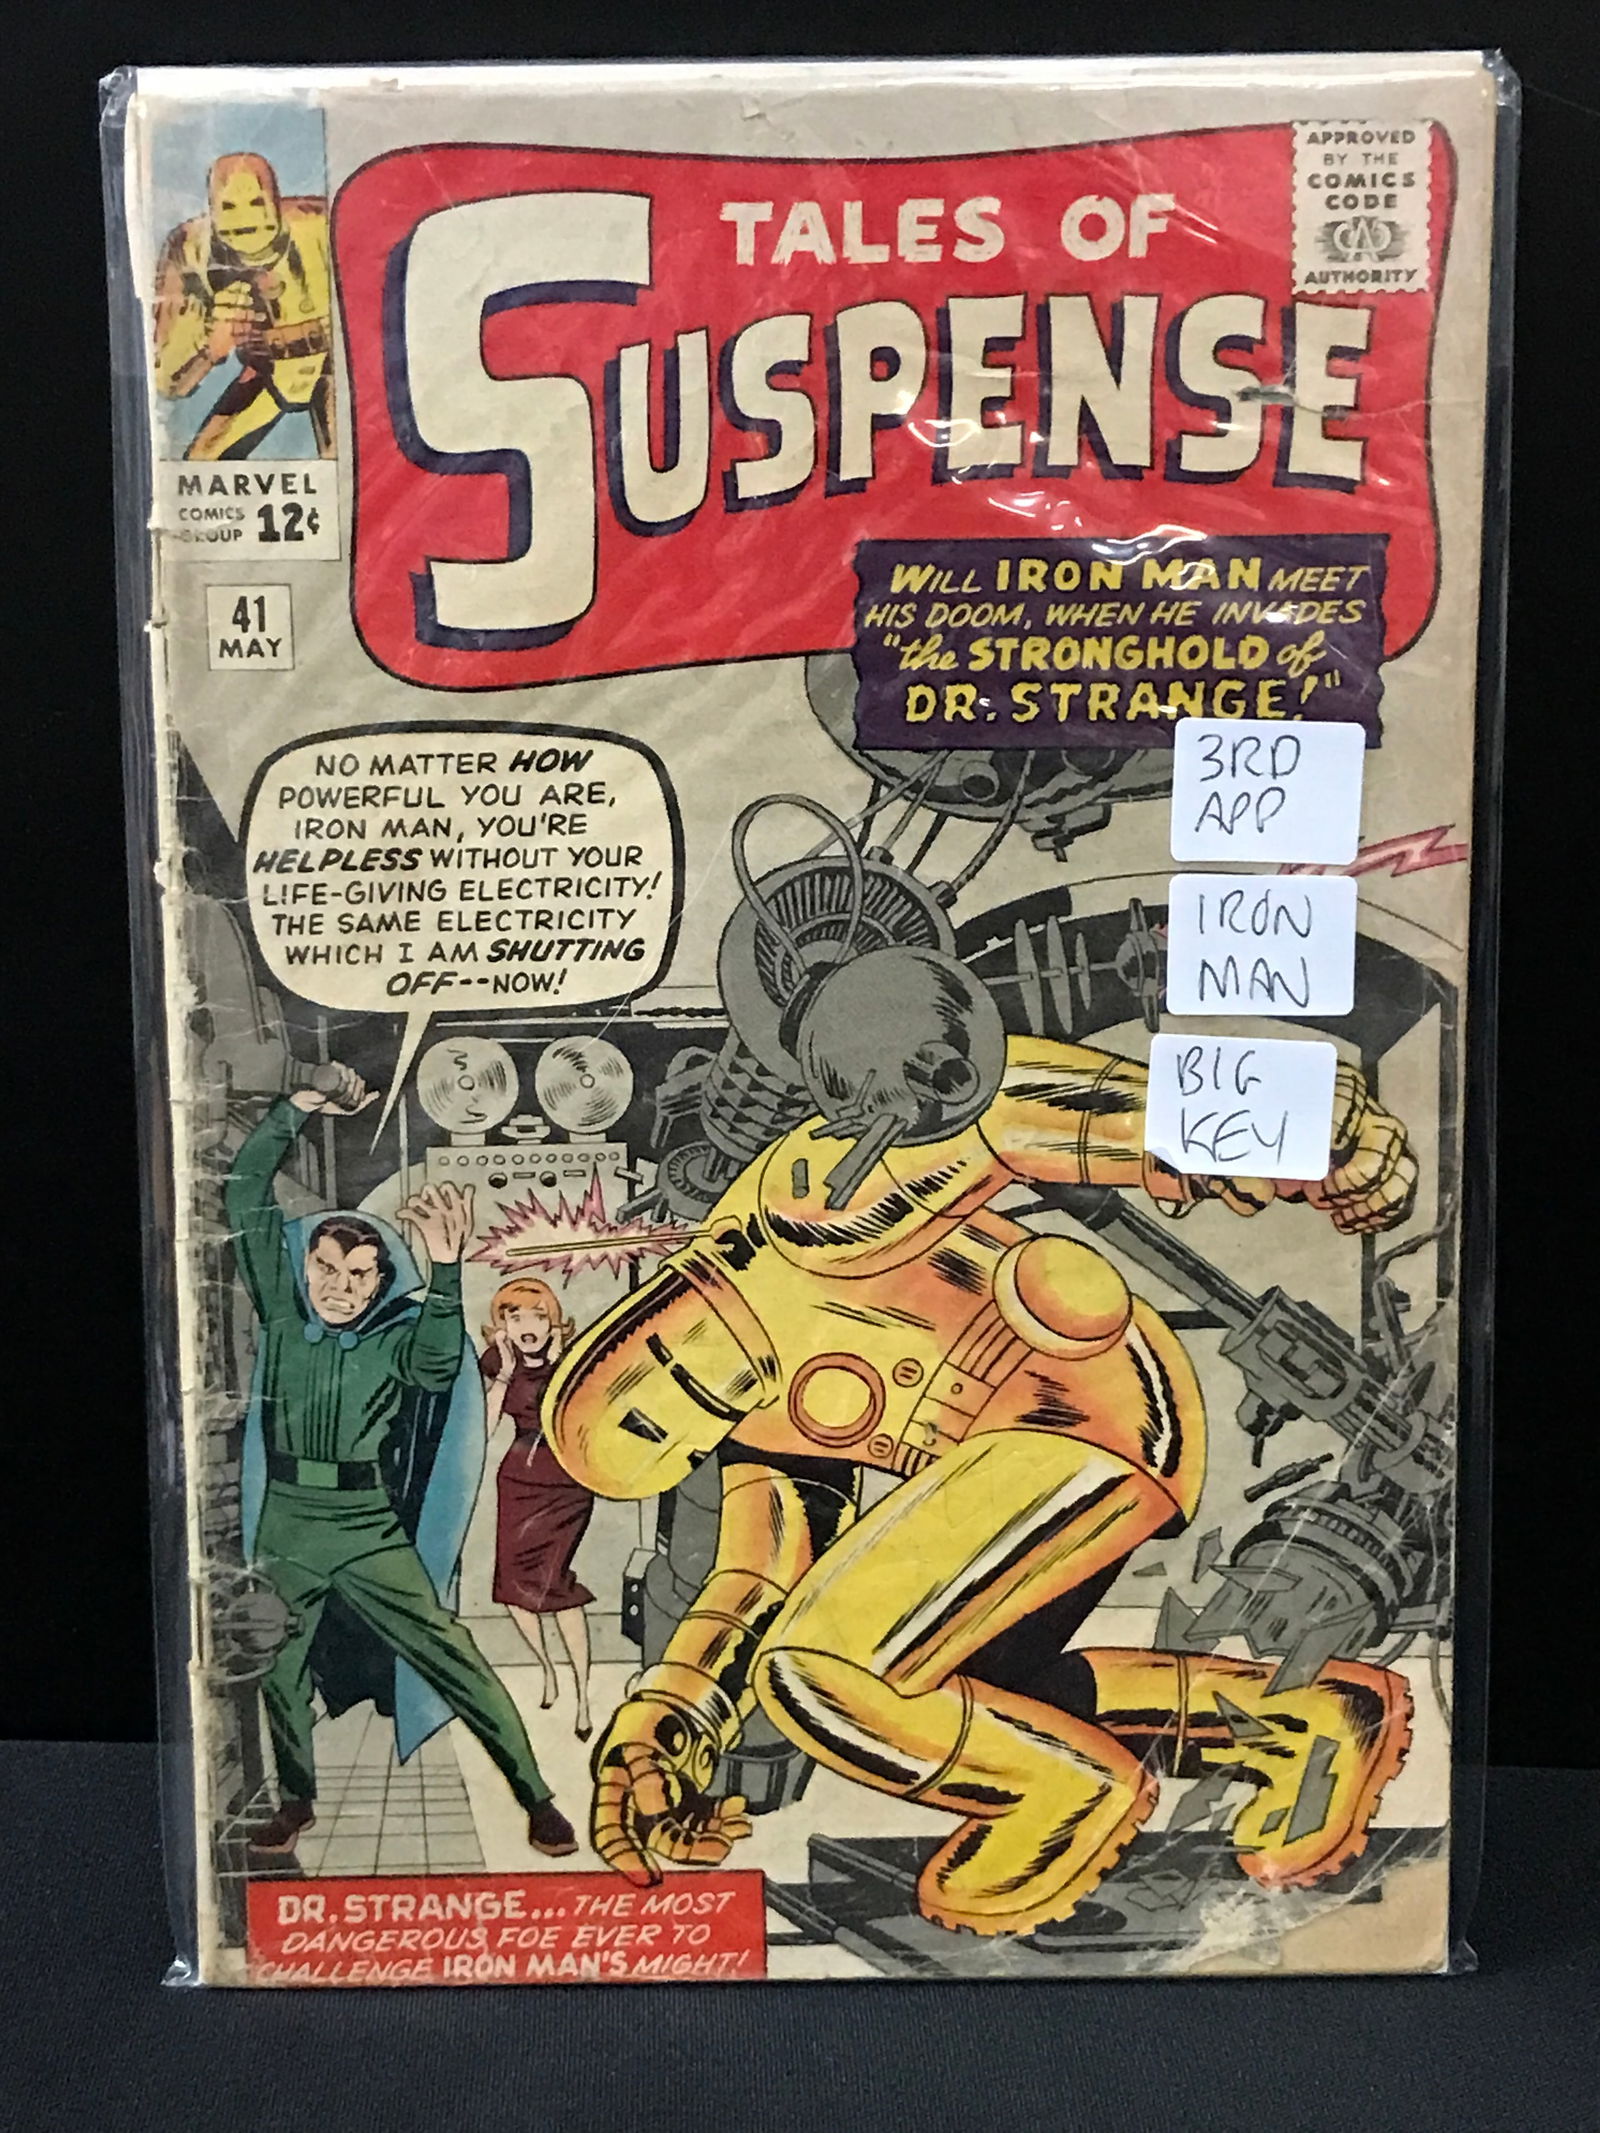 TALES OF
SUSPENSE
APPROVED
BY THE
COMICS
CODE
CA
AUTHORITY
MARVEL
COMICS
GROUP 12¢
41
MAY
WILL IRON MAN MEET
HIS DOOM, WHEN HE INVADES
"the STRONGHOLD of
DR. STRANGE!"
3RD
APP
IRON
MAN
BIG
KEY
NO MATTER HOW
POWERFUL YOU ARE,
IRON MAN, YOU'RE
HELPLESS WITHOUT YOUR
LIFE-GIVING ELECTRICITY!
THE SAME ELECTRICITY
WHICH I AM SHUTTING
OFF--NOW!
DR. STRANGE... THE MOST
DANGEROUS FOE EVER TO
CHALLENGE IRON MAN'S MIGHT!